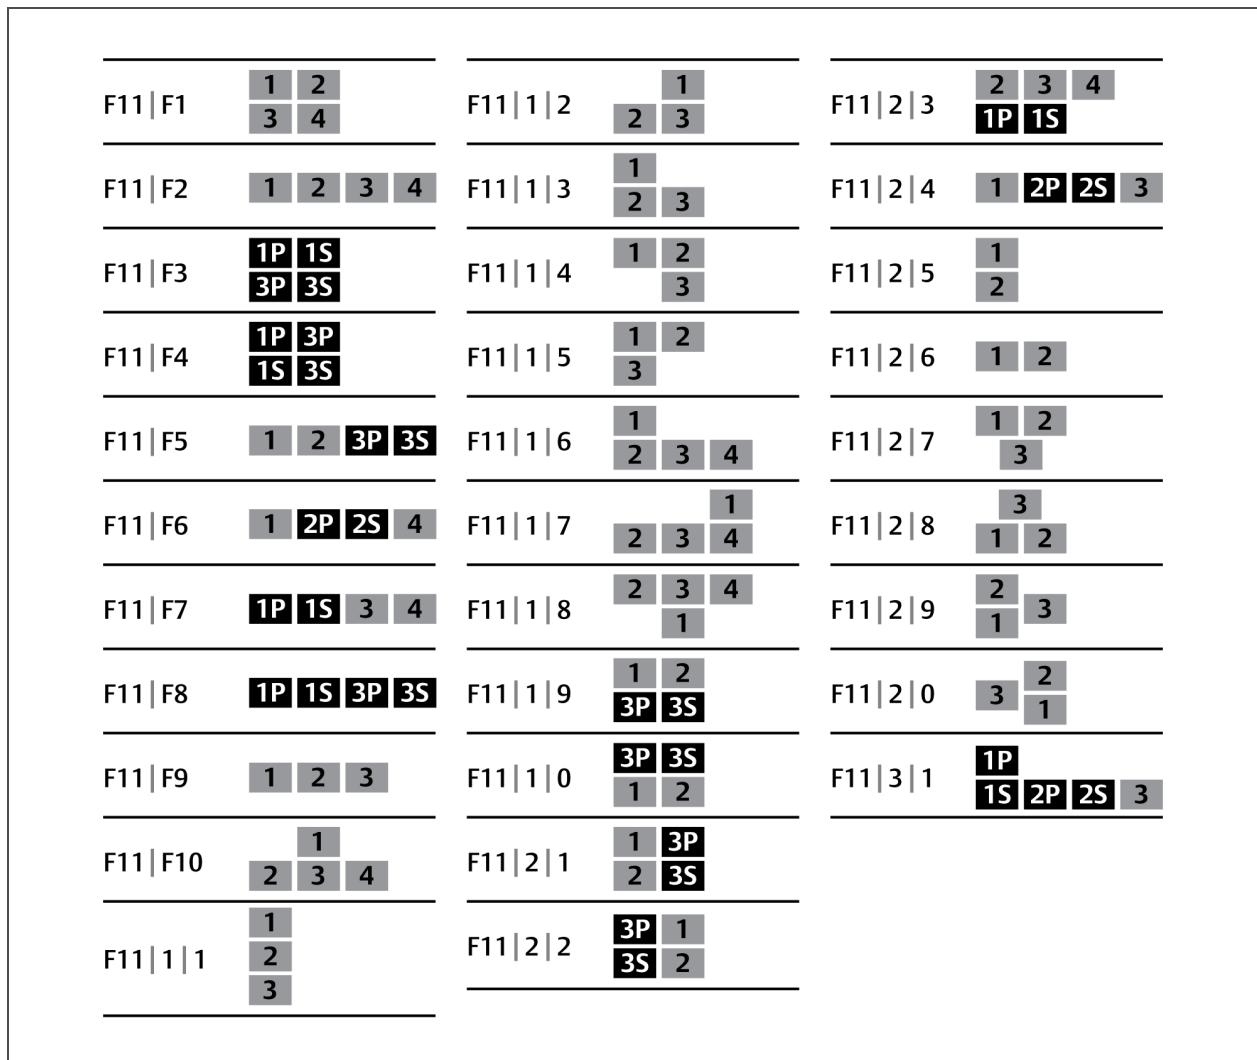 F11|F1
1 2
3 4
F11|F2 1 2 3 4
F11|F3
1P 1S
3P 3S
F11|F4
1P 3P
1S 3S
F11|F5 1 2 3P 3S
F11|F6 1 2P 2S 4
F11|F7 1P 1S 3 4
F11|F8 1P 1S 3P 3S
F11|F9 1 2 3
F11|F10
1
2 3 4
F11|1|1
1
2
3
F11|1|2
1
2 3
F11|1|3
1
2 3
F11|1|4
1 2
3
F11|1|5
1 2
3
F11|1|6
1
2 3 4
F11|1|7
1
2 3 4
F11|1|8
2 3 4
1
F11|1|9
1 2
3P 3S
F11|1|0
3P 3S
1 2
F11|2|1
1 3P
2 3S
F11|2|2
3P 1
3S 2
F11|2|3
2 3 4
1P 1S
F11|2|4 1 2P 2S 3
F11|2|5
1
2
F11|2|6 1 2
F11|2|7
1 2
3
F11|2|8
3
1 2
F11|2|9
2
3
1
F11|2|0
2
3
1
F11|3|1
1P
1S 2P 2S 3